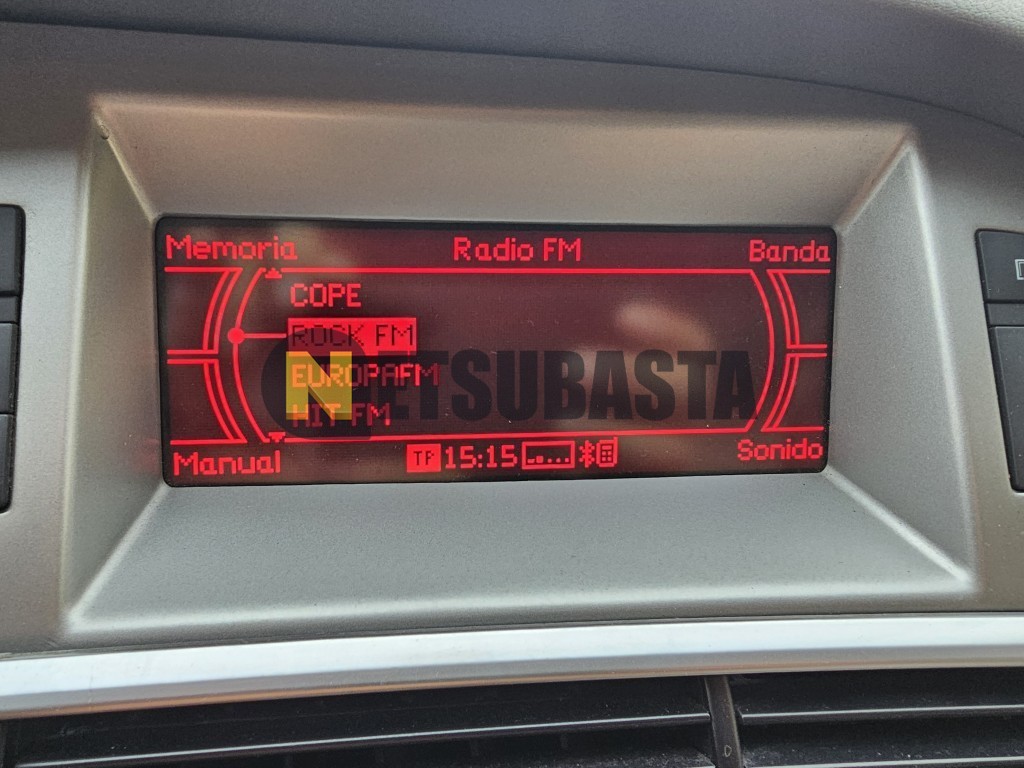 Memoria Radio FM Banda
COPE
ROCK FM
EUROPAFM
HIT FM
NETSUBASTA
Manual TP 15:15 Sonido